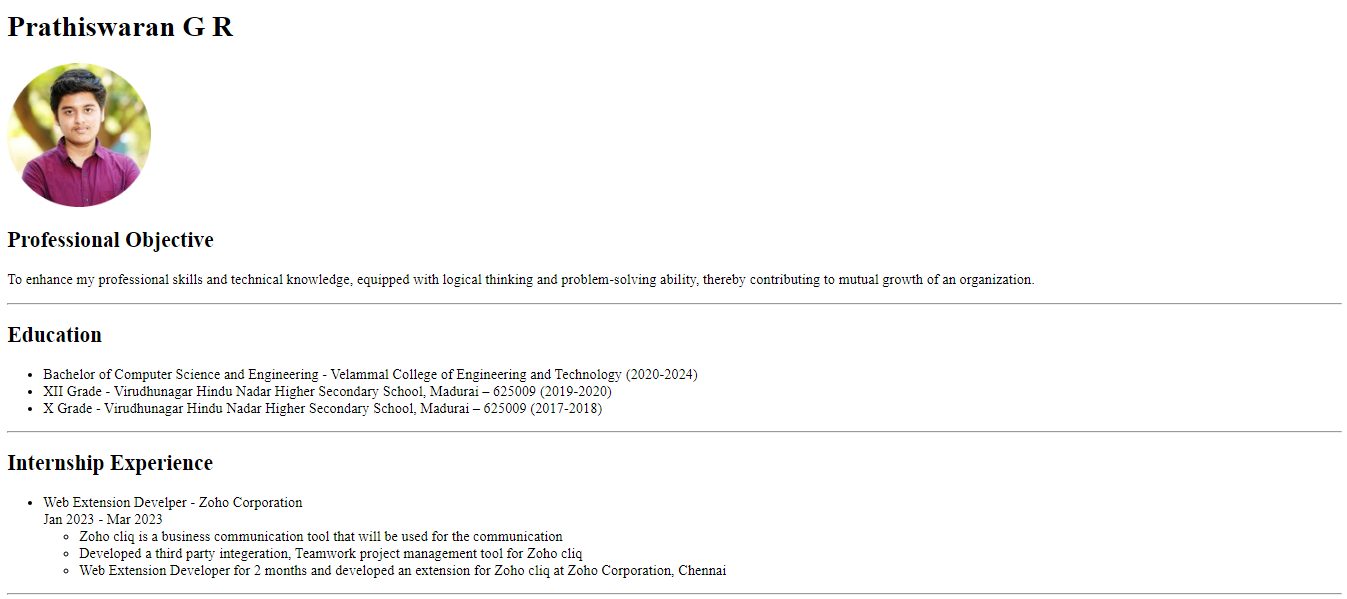 Prathiswaran G R
Professional Objective
To enhance my professional skills and technical knowledge, equipped with logical thinking and problem-solving ability, thereby contributing to mutual growth of an organization.
Education
Bachelor of Computer Science and Engineering - Velammal College of Engineering and Technology (2020-2024)
XII Grade - Virudhunagar Hindu Nadar Higher Secondary School, Madurai – 625009 (2019-2020)
X Grade - Virudhunagar Hindu Nadar Higher Secondary School, Madurai – 625009 (2017-2018)
Internship Experience
Web Extension Develper - Zoho Corporation
Jan 2023 - Mar 2023
Zoho cliq is a business communication tool that will be used for the communication
Developed a third party integeration, Teamwork project management tool for Zoho cliq
Web Extension Developer for 2 months and developed an extension for Zoho cliq at Zoho Corporation, Chennai